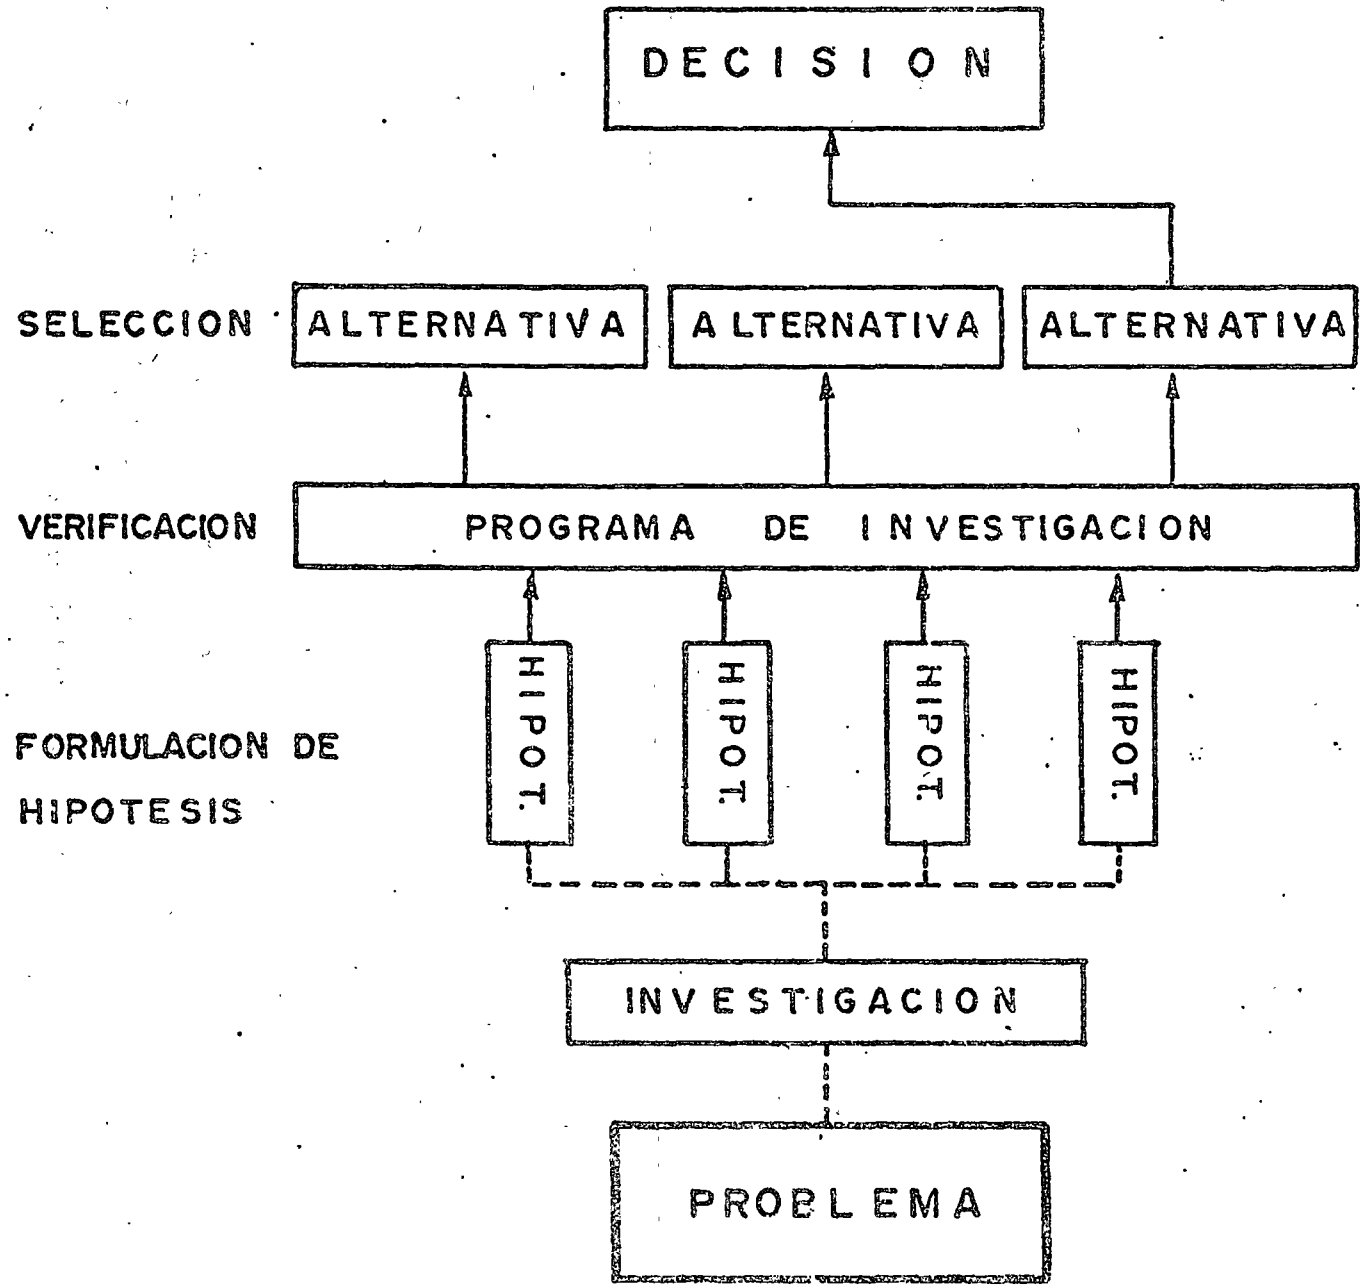 DECISION
SELECCION ALTERNATIVA ALTERNATIVA ALTERNATIVA
VERIFICACION PROGRAMA DE INVESTIGACION
HIPOT. HIPOT. HIPOT. HIPOT.
FORMULACION DE
HIPOTESIS
INVESTIGACION
PROBLEMA